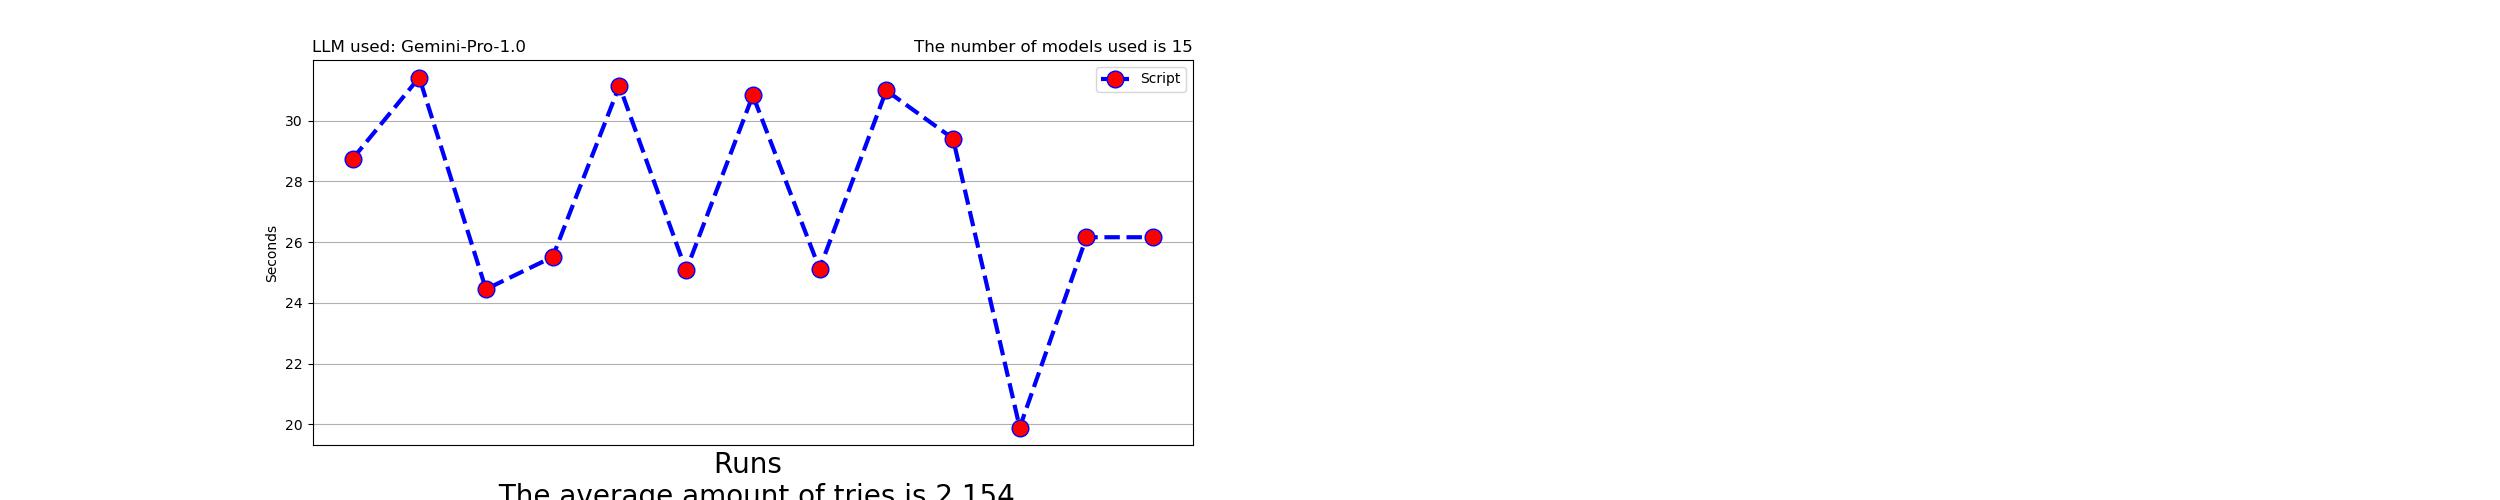 LLM used: Gemini-Pro-1.0
The number of models used is 15
Script
30
28
26
24
22
20
Seconds
Runs
The average amount of tries is 2.154